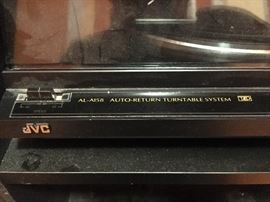 AL-A158 AUTO-RETURN TURNTABLE SYSTEM
JVC